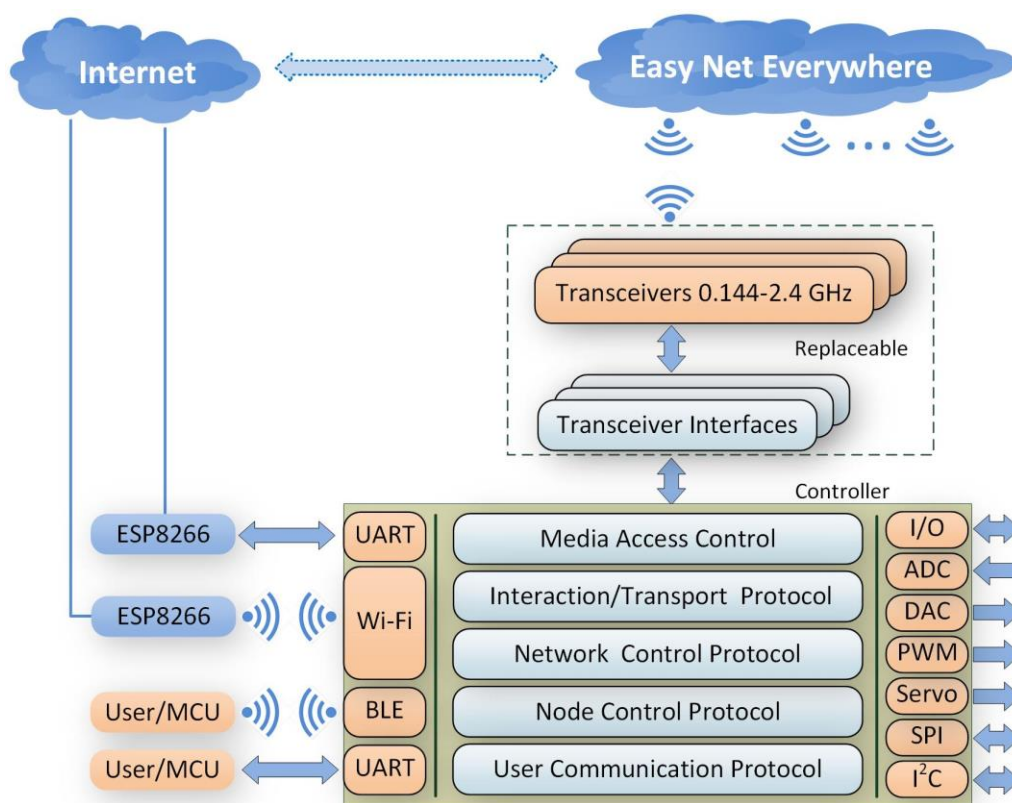 Internet
Easy Net Everywhere
Transceivers 0.144-2.4 GHz
Replaceable
Transceiver Interfaces
Controller
ESP8266
UART
Media Access Control
I/O
ADC
Interaction/Transport Protocol
ESP8266
Wi-Fi
DAC
Network Control Protocol
PWM
User/MCU
BLE
Node Control Protocol
Servo
SPI
User/MCU
UART
User Communication Protocol
I²C